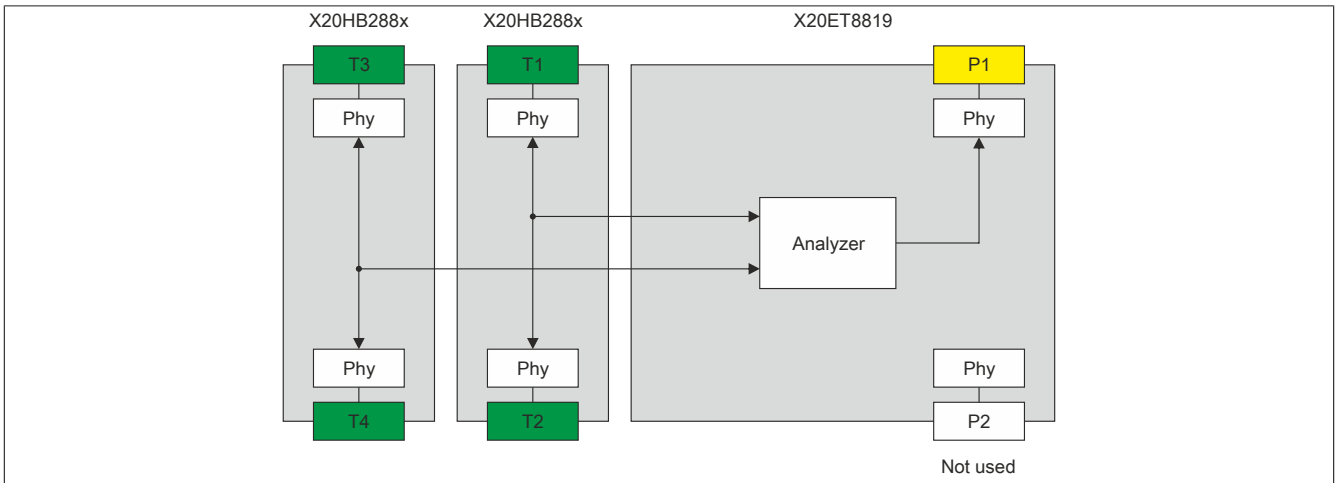 X20HB288x X20HB288x X20ET8819
T3 T1 P1
Phy Phy Phy
Analyzer
Phy Phy Phy
T4 T2 P2
Not used